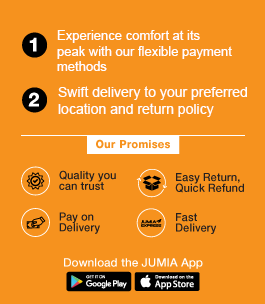 1 Experience comfort at its
peak with our flexible payment
methods
2 Swift delivery to your preferred
location and return policy
Our Promises
Quality you
can trust
Easy Return,
Quick Refund
Pay on
Delivery
JUMIA
EXPRESS
Fast
Delivery
Download the JUMIA App
GET IT ON
Google Play
Download on the
App Store